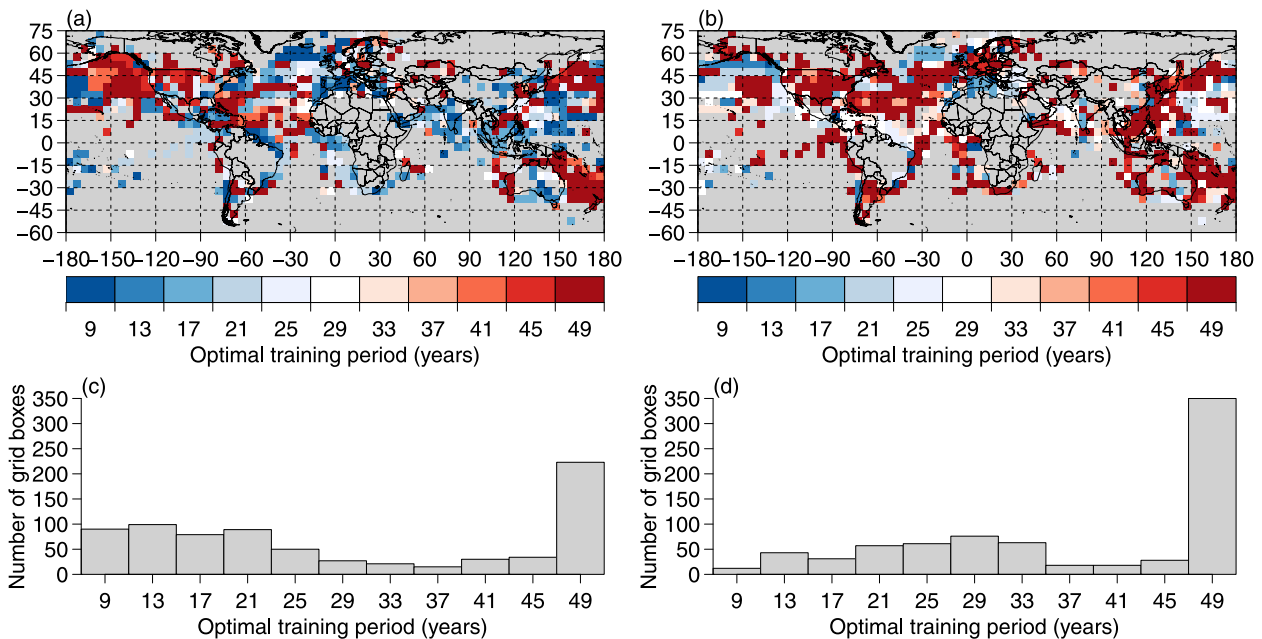 (a)
75
60
45
30
15
0
−15
−30
−45
−60
−180 −150 −120 −90 −60 −30 0 30 60 90 120 150 180
9 13 17 21 25 29 33 37 41 45 49
Optimal training period (years)
(b)
75
60
45
30
15
0
−15
−30
−45
−60
−180 −150 −120 −90 −60 −30 0 30 60 90 120 150 180
9 13 17 21 25 29 33 37 41 45 49
Optimal training period (years)
(c)
Number of grid boxes
350
300
250
200
150
100
50
0
9 13 17 21 25 29 33 37 41 45 49
Optimal training period (years)
(d)
Number of grid boxes
350
300
250
200
150
100
50
0
9 13 17 21 25 29 33 37 41 45 49
Optimal training period (years)